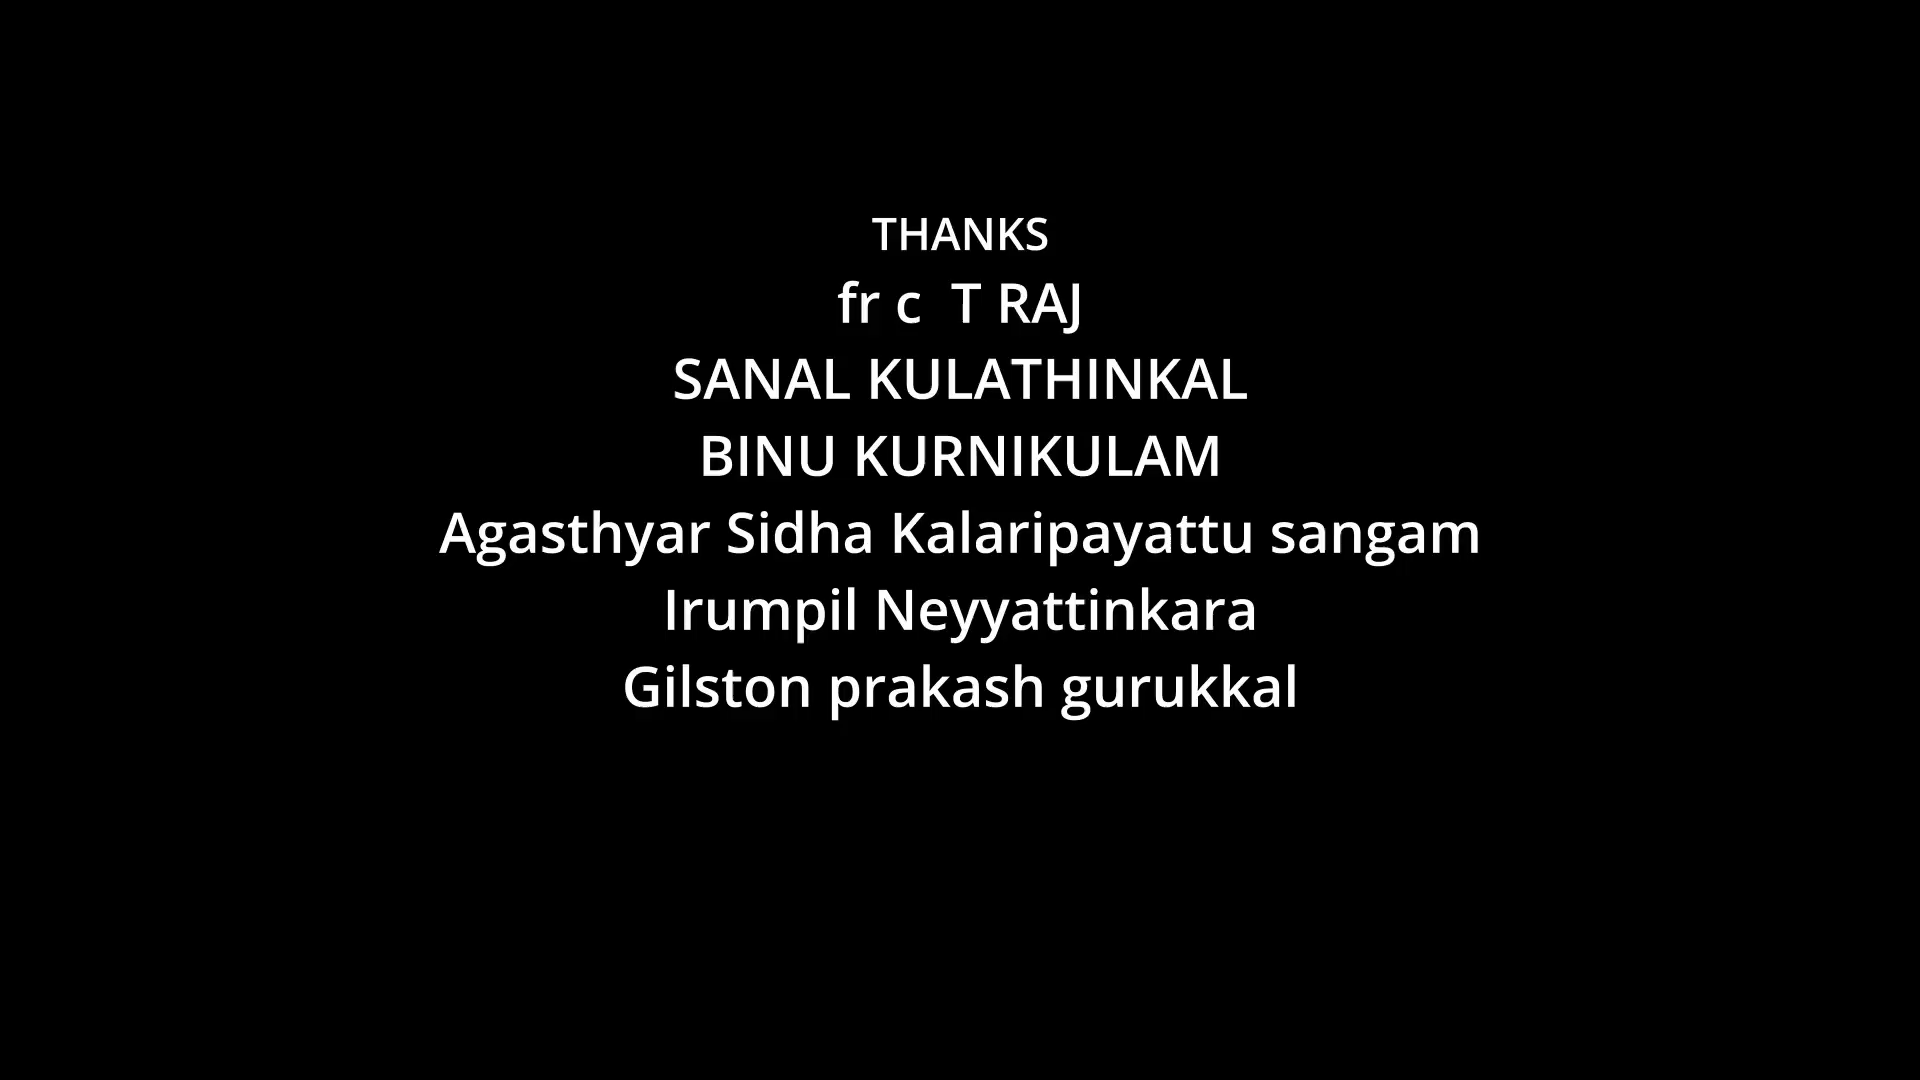 THANKS
fr c  T RAJ
SANAL KULATHINKAL
BINU KURNIKULAM
Agasthyar Sidha Kalaripayattu sangam
Irumpil Neyyattinkara
Gilston prakash gurukkal